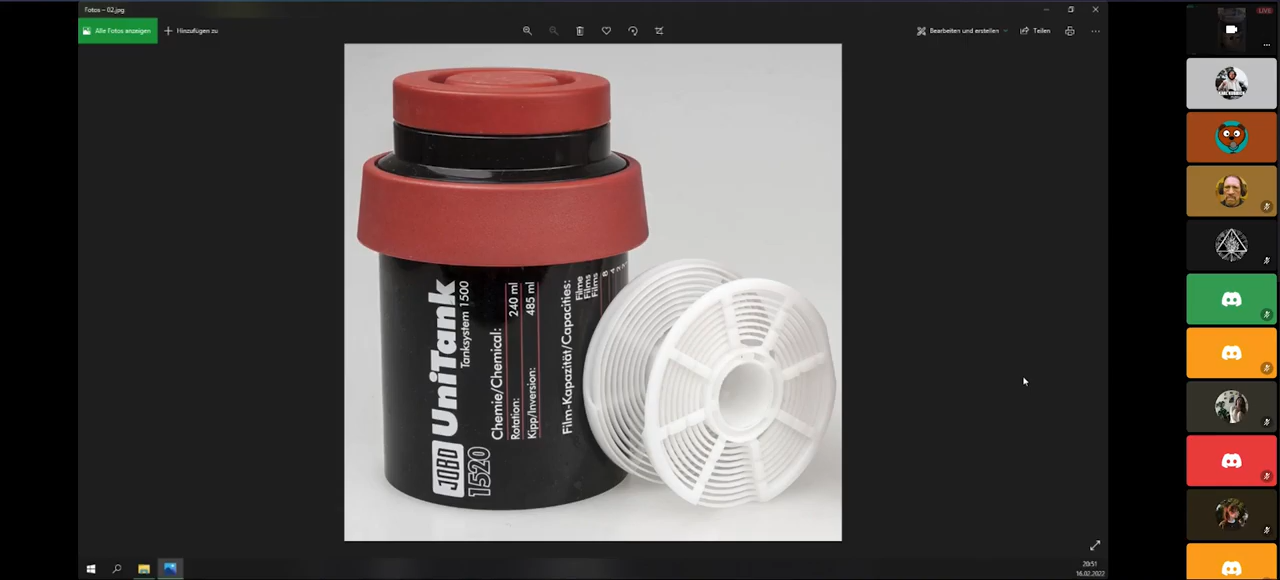 Fotos – 02.jpg
LIVE
Alle Fotos anzeigen
Hinzufügen zu
Bearbeiten und erstellen
Teilen
JOBO
1520
UniTank
Tanksystem 1500
Chemie/Chemical:
Rotation: 240 ml
Kipp/Inversion: 485 ml
Film-Kapazität/Capacities:
Filme
Films
Films
20:51
16.02.2022